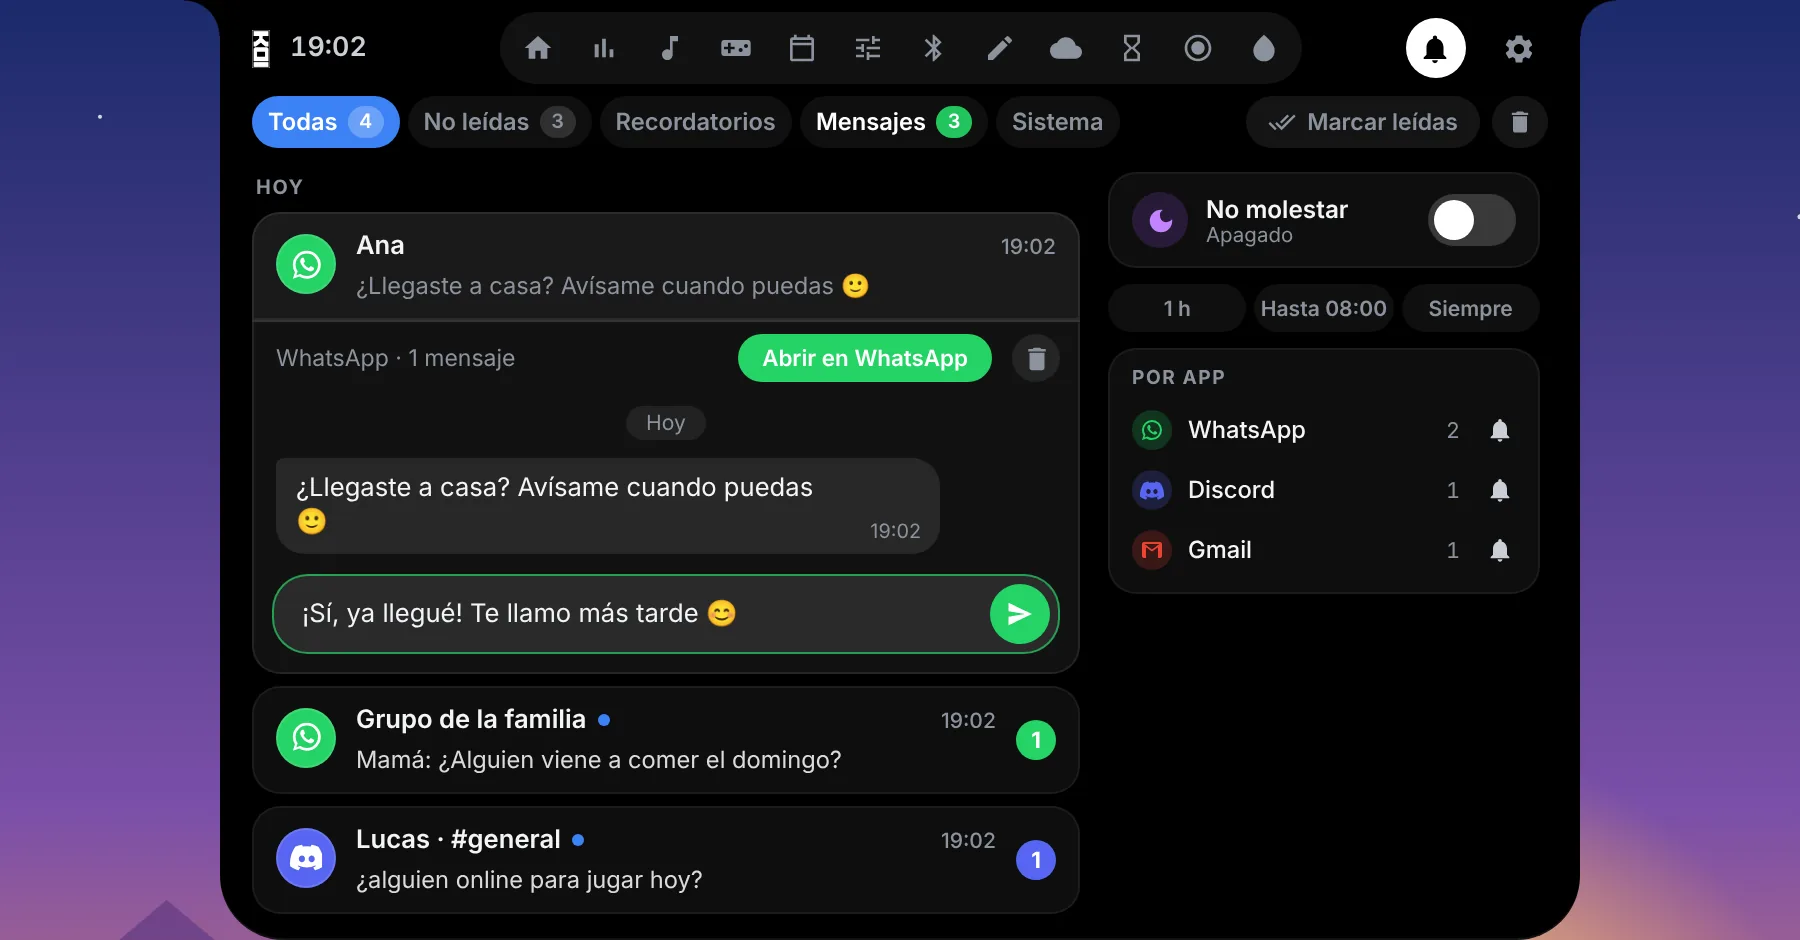 19:02
Todas 4
No leídas 3
Recordatorios
Mensajes 3
Sistema
Marcar leídas
HOY
Ana
19:02
¿Llegaste a casa? Avísame cuando puedas 🙂
WhatsApp · 1 mensaje
Abrir en WhatsApp
Hoy
¿Llegaste a casa? Avísame cuando puedas
🙂
19:02
¡Sí, ya llegué! Te llamo más tarde 😊
Grupo de la familia
19:02
1
Mamá: ¿Alguien viene a comer el domingo?
Lucas · #general
19:02
1
¿alguien online para jugar hoy?
No molestar
Apagado
1 h
Hasta 08:00
Siempre
POR APP
WhatsApp 2
Discord 1
Gmail 1